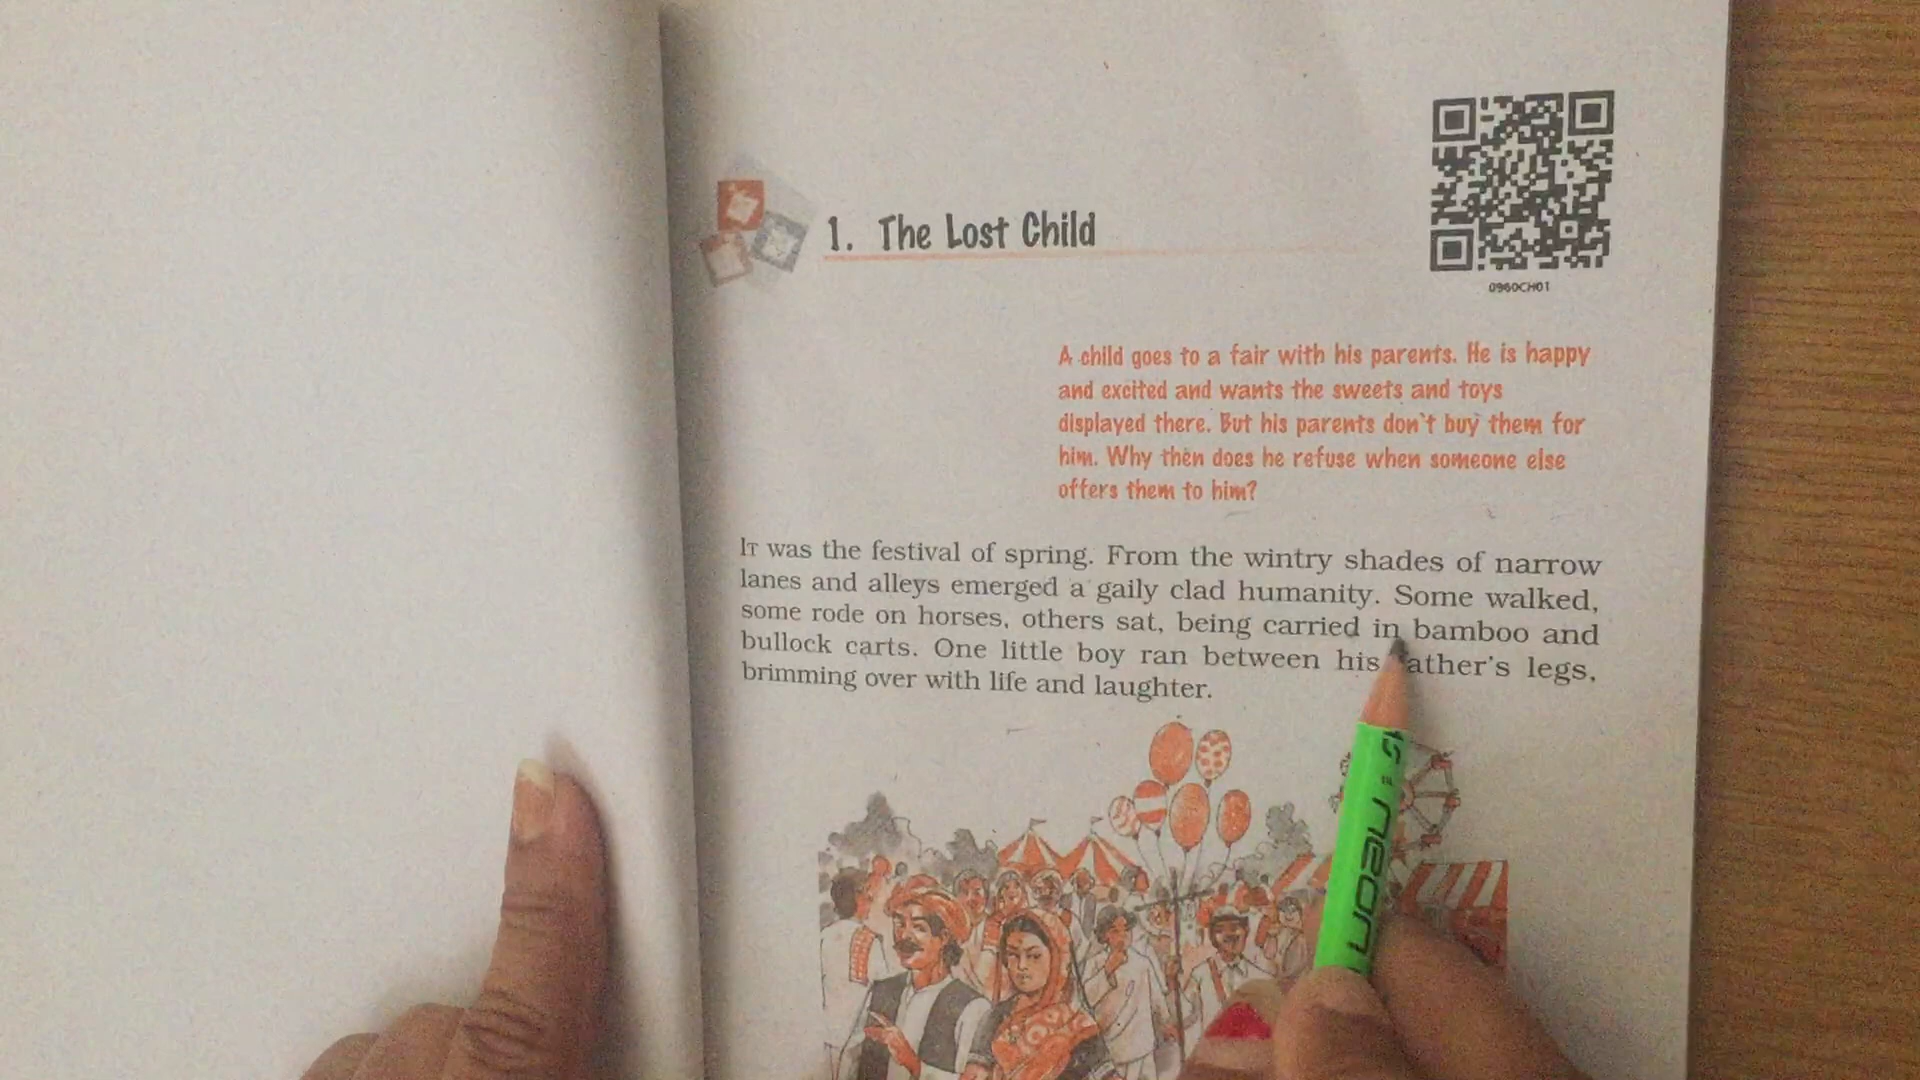 1. The Lost Child
0960CH01
A child goes to a fair with his parents. He is happy
and excited and wants the sweets and toys
displayed there. But his parents don't buy them for
him. Why then does he refuse when someone else
offers them to him?
It was the festival of spring. From the wintry shades of narrow
lanes and alleys emerged a gaily clad humanity. Some walked,
some rode on horses, others sat, being carried in bamboo and
bullock carts. One little boy ran between his father's legs,
brimming over with life and laughter.
neon